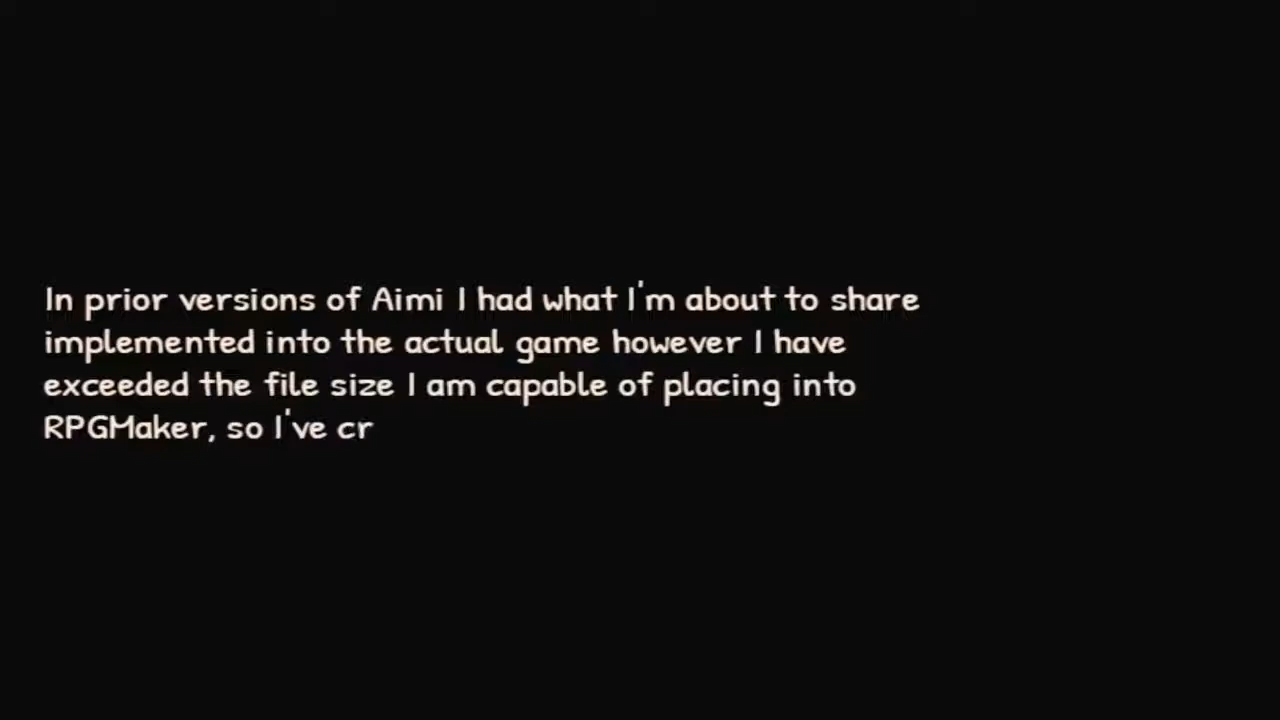 In prior versions of Aimi I had what I'm about to share
implemented into the actual game however I have
exceeded the file size I am capable of placing into
RPGMaker, so I've cr